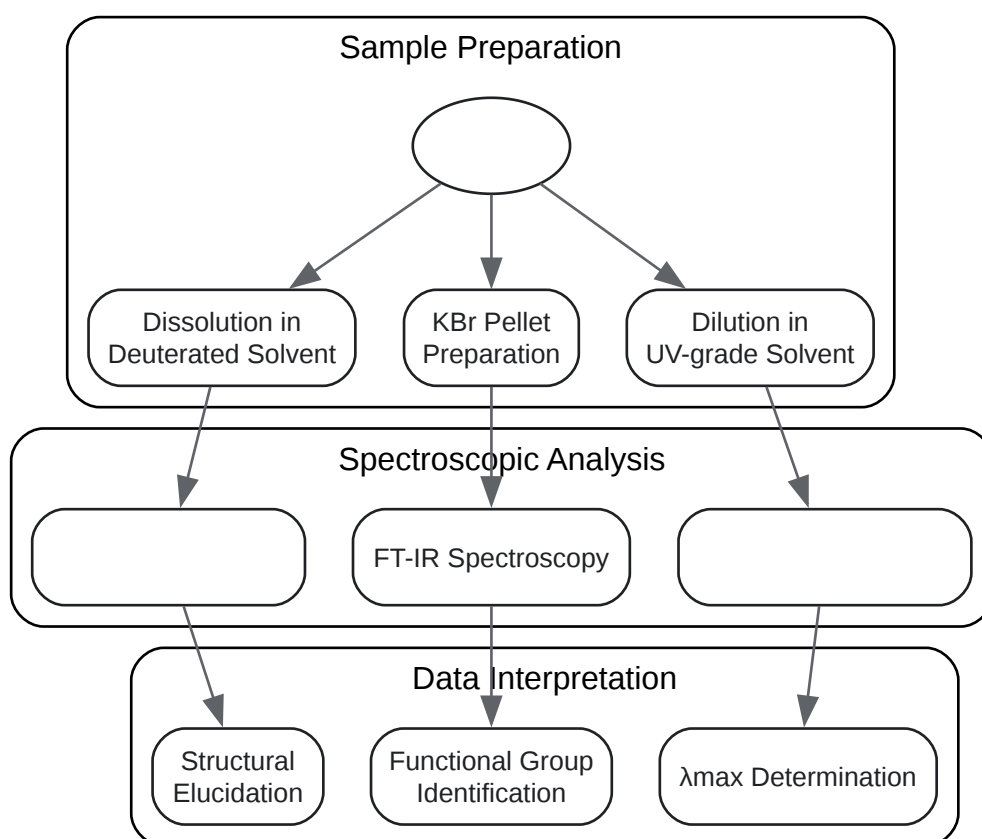 Sample Preparation
Dissolution in
Deuterated Solvent
KBr Pellet
Preparation
Dilution in
UV-grade Solvent
Spectroscopic Analysis
FT-IR Spectroscopy
Data Interpretation
Structural
Elucidation
Functional Group
Identification
λmax Determination